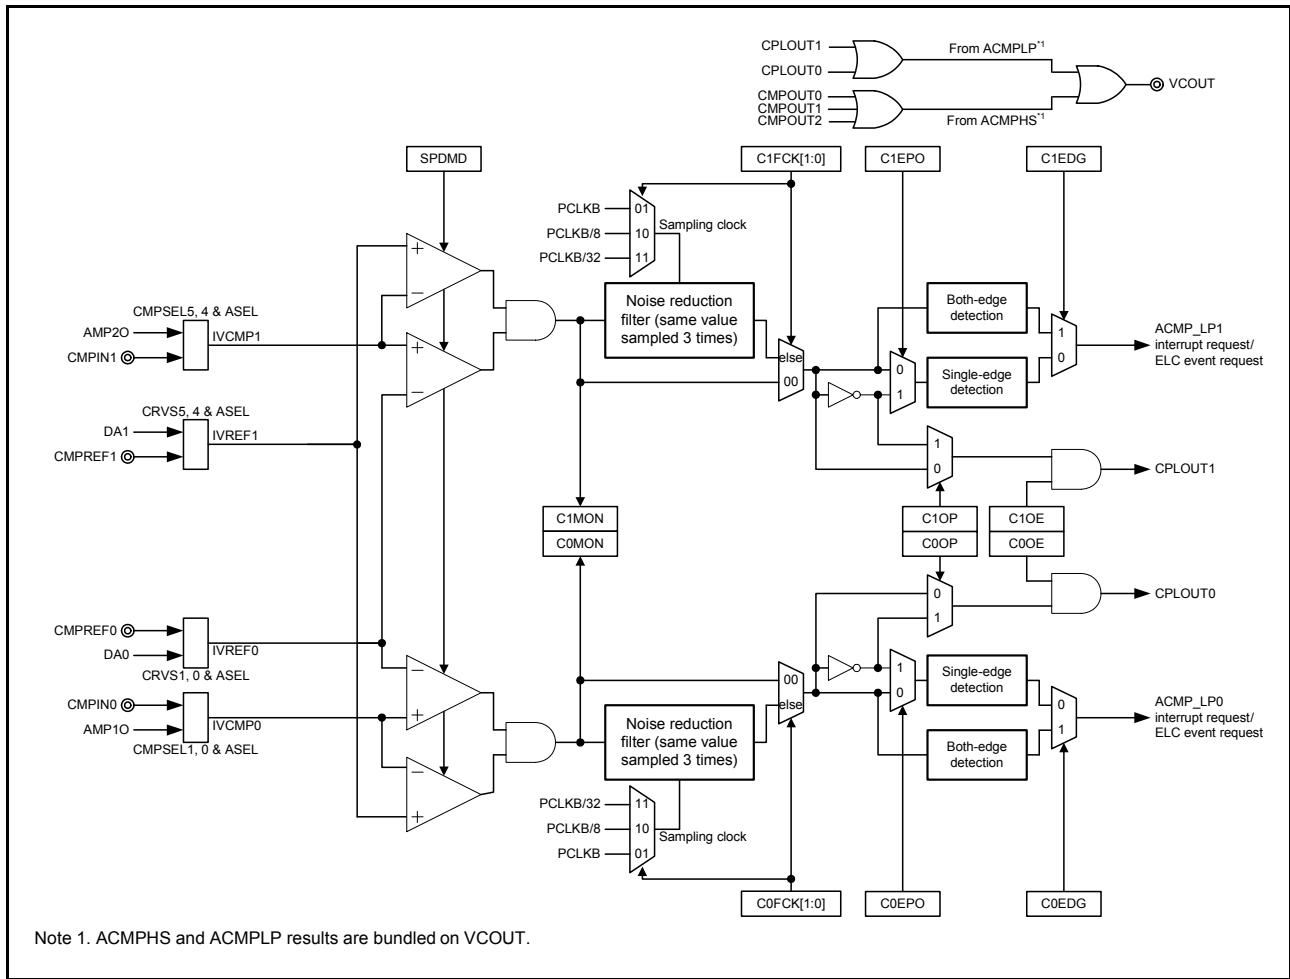 CPLOUT1
CPLOUT0
From ACMPLP*1
CMPOUT0
CMPOUT1
CMPOUT2
From ACMPHS*1
VCOUT
SPDMD
C1FCK[1:0]
C1EPO
C1EDG
PCLKB
PCLKB/8
PCLKB/32
01
10
11
Sampling clock
+
−
+
−
CMPSEL5, 4 & ASEL
AMP2O
CMPIN1
IVCMP1
CRVS5, 4 & ASEL
DA1
CMPREF1
IVREF1
Noise reduction
filter (same value
sampled 3 times)
else
00
0
1
Both-edge
detection
Single-edge
detection
1
0
ACMP_LP1
interrupt request/
ELC event request
1
0
CPLOUT1
C1MON
C0MON
C1OP
C0OP
C1OE
C0OE
0
1
CPLOUT0
CMPREF0
DA0
IVREF0
CRVS1, 0 & ASEL
CMPIN0
AMP1O
IVCMP0
CMPSEL1, 0 & ASEL
−
+
−
+
Noise reduction
filter (same value
sampled 3 times)
00
else
1
0
Single-edge
detection
Both-edge
detection
0
1
ACMP_LP0
interrupt request/
ELC event request
PCLKB/32
PCLKB/8
PCLKB
11
10
01
Sampling clock
C0FCK[1:0]
C0EPO
C0EDG
Note 1. ACMPHS and ACMPLP results are bundled on VCOUT.